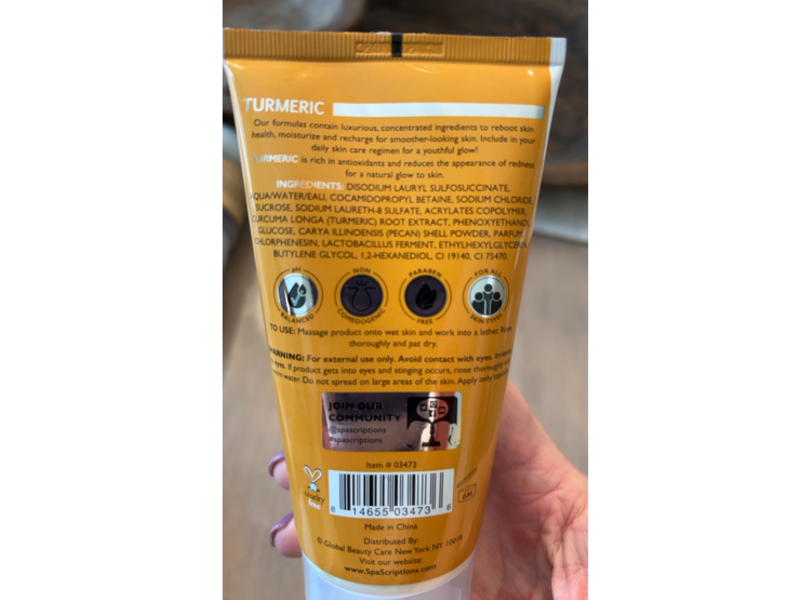 TURMERIC
Our formulas contain luxurious, concentrated ingredients to reboot skin
health, moisturize and recharge for smoother-looking skin. Include in your
daily skin care regimen for a youthful glow!
TURMERIC is rich in antioxidants and reduces the appearance of redness
for a natural glow to skin.
INGREDIENTS: DISODIUM LAURYL SULFOSUCCINATE,
AQUA/WATER/EAU, COCAMIDOPROPYL BETAINE, SODIUM CHLORIDE,
SUCROSE, SODIUM LAURETH-8 SULFATE, ACRYLATES COPOLYMER,
CURCUMA LONGA (TURMERIC) ROOT EXTRACT, PHENOXYETHANOL,
GLUCOSE, CARYA ILLINOENSIS (PECAN) SHELL POWDER, PARFUM,
CHLORPHENESIN, LACTOBACILLUS FERMENT, ETHYLHEXYLGLYCERIN,
BUTYLENE GLYCOL, 1,2-HEXANEDIOL, CI 19140, CI 75470.
pH BALANCED
NON COMEDOGENIC
PARABEN FREE
FOR ALL SKIN TYPES
TO USE: Massage product onto wet skin and work into a lather. Rinse
thoroughly and pat dry.
WARNING: For external use only. Avoid contact with eyes.
eyes. If product gets into eyes and stinging occurs, rinse thoroughly
water. Do not spread on large areas of the skin. Apply only
JOIN OUR
COMMUNITY
@spascriptions
#spascriptions
Item # 03473
cruelty
free
8 14655 03473 6
6M
Made in China
Distributed By:
© Global Beauty Care New York NY 10018
Visit our website:
www.SpaScriptions.com